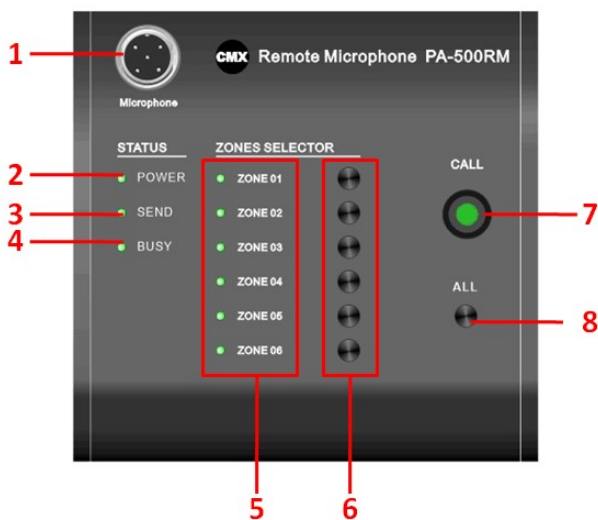 1
CMX Remote Microphone PA-500RM
Microphone
STATUS
ZONES SELECTOR
CALL
2
POWER
ZONE 01
3
SEND
ZONE 02
7
4
BUSY
ZONE 03
ZONE 04
ALL
ZONE 05
8
ZONE 06
5
6